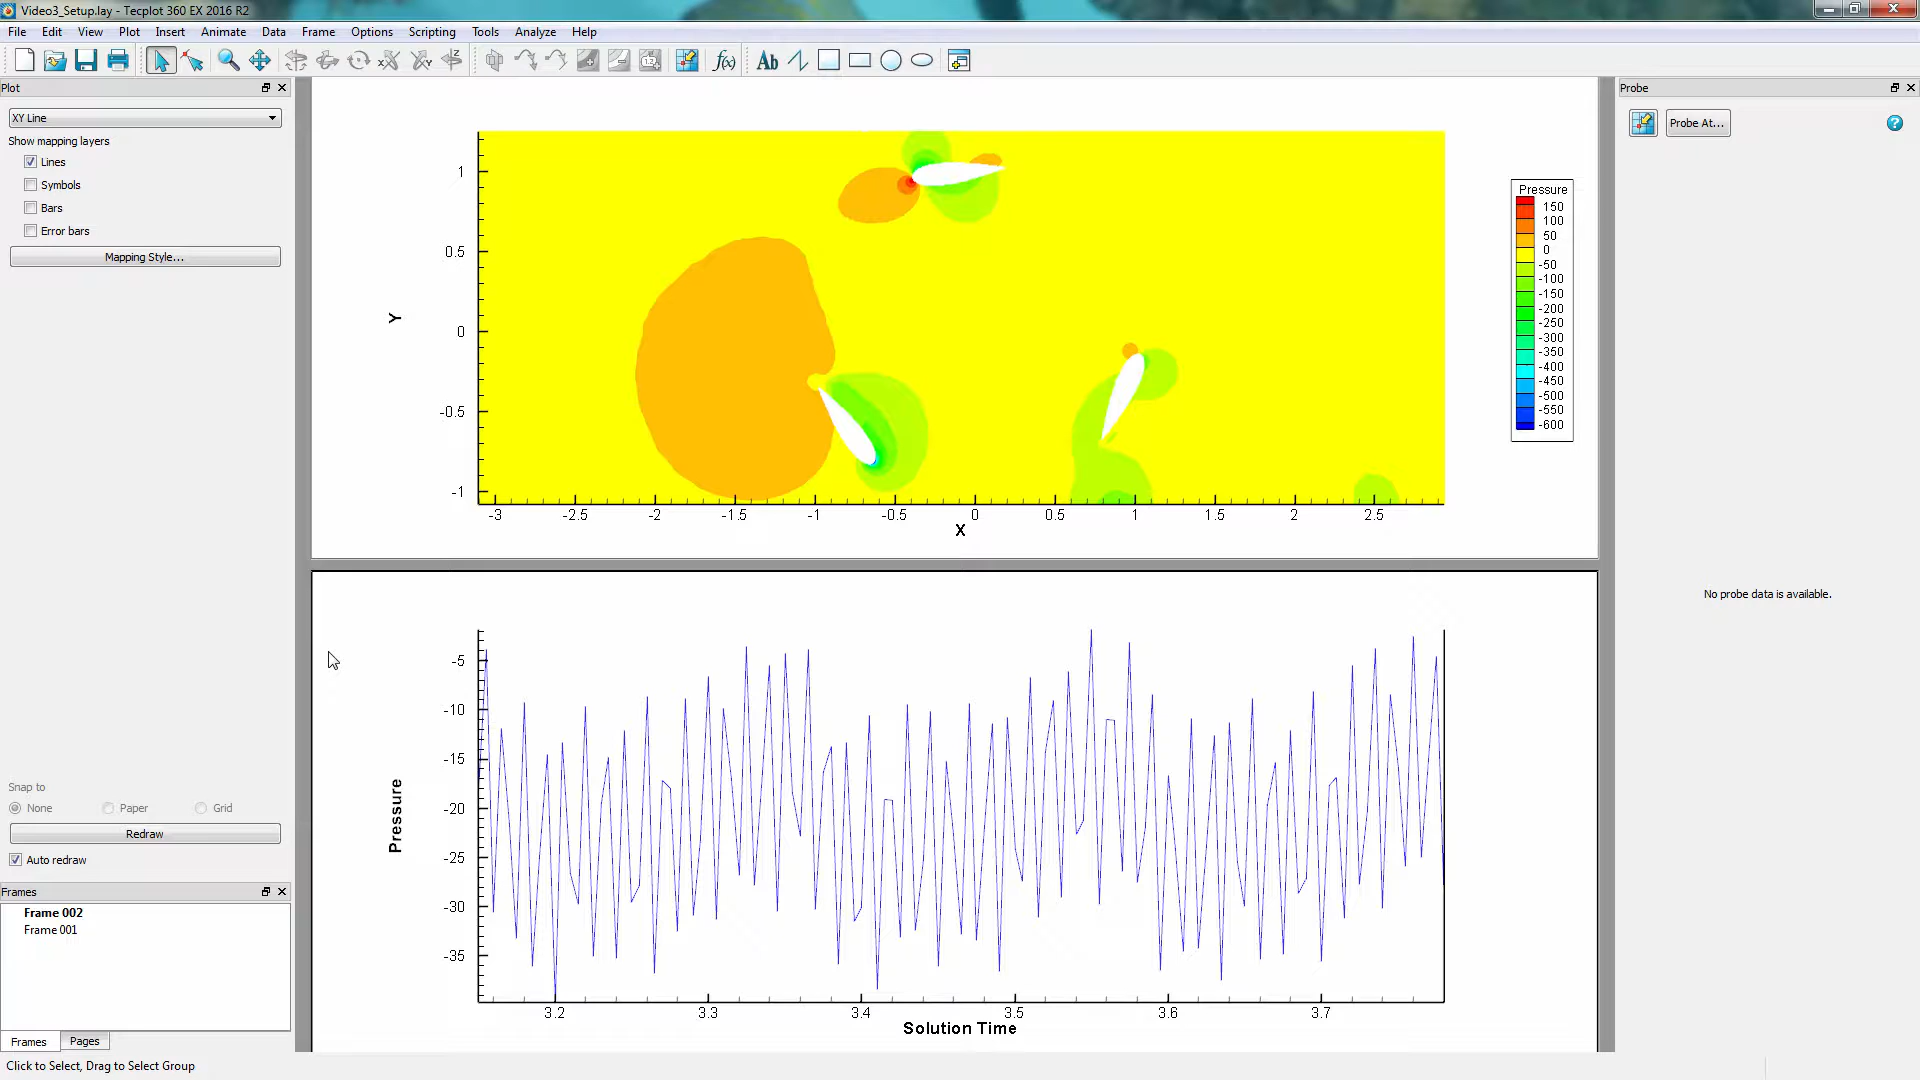 Video3_Setup.lay - Tecplot 360 EX 2016 R2
File Edit View Plot Insert Animate Data Frame Options Scripting Tools Analyze Help
Plot
XY Line
Show mapping layers
Lines
Symbols
Bars
Error bars
Mapping Style...
Snap to
None Paper Grid
Redraw
Auto redraw
Frames
Frame 002
Frame 001
Frames Pages
Click to Select, Drag to Select Group
Y
1
0.5
0
-0.5
-1
-3 -2.5 -2 -1.5 -1 -0.5 0 0.5 1 1.5 2 2.5
X
Pressure
150
100
50
0
-50
-100
-150
-200
-250
-300
-350
-400
-450
-500
-550
-600
Pressure
-5
-10
-15
-20
-25
-30
-35
3.2 3.3 3.4 3.5 3.6 3.7
Solution Time
Probe
Probe At...
No probe data is available.